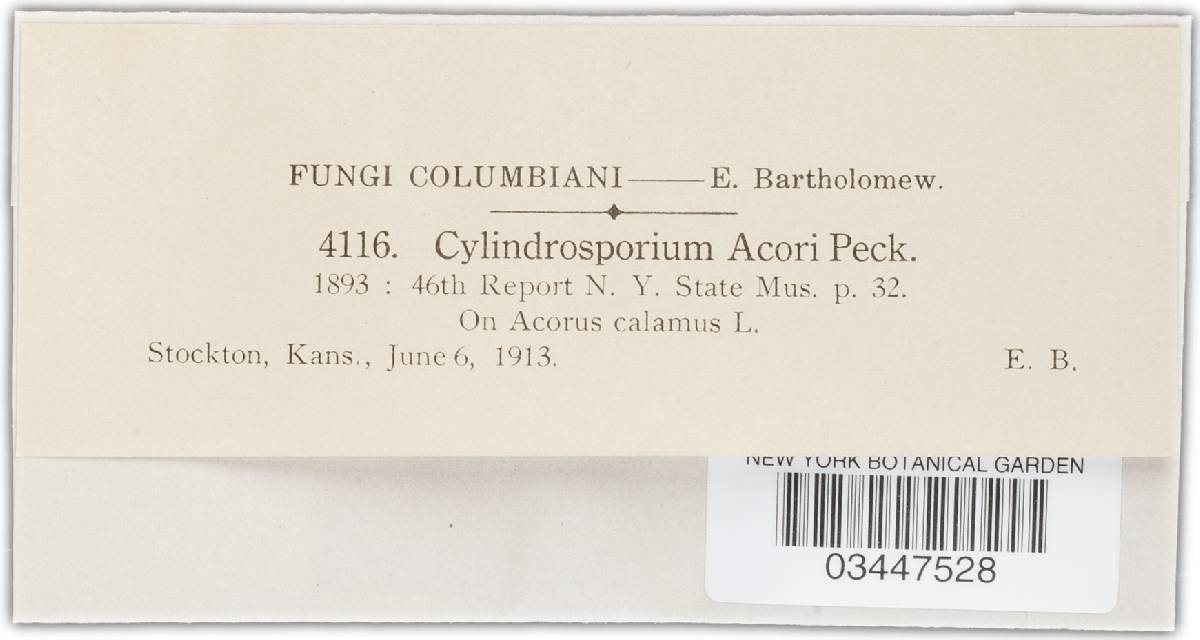 FUNGI COLUMBIANI——E. Bartholomew.
4116. Cylindrosporium Acori Peck.
1893 : 46th Report N. Y. State Mus. p. 32.
On Acorus calamus L.
Stockton, Kans., June 6, 1913. E. B.
NEW YORK BOTANICAL GARDEN
03447528